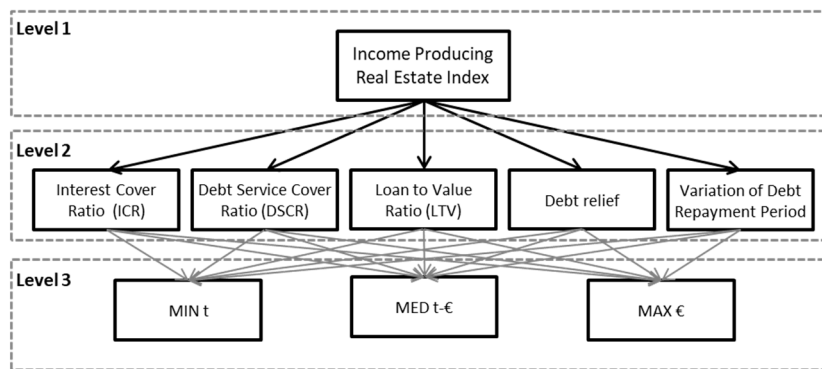 Level 1
Income Producing
Real Estate Index
Level 2
Interest Cover
Ratio (ICR)
Debt Service Cover
Ratio (DSCR)
Loan to Value
Ratio (LTV)
Debt relief
Variation of Debt
Repayment Period
Level 3
MIN t
MED t-€
MAX €